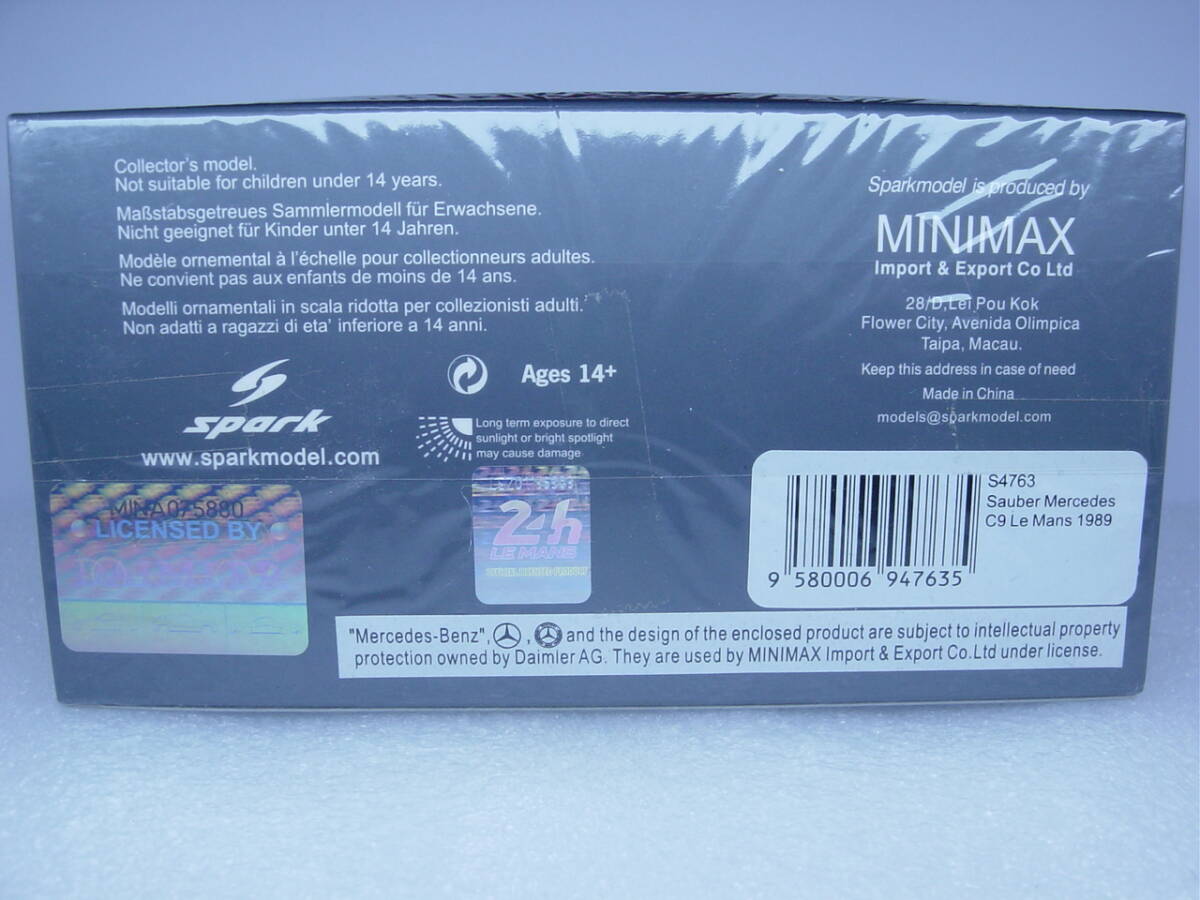 Collector's model.
Not suitable for children under 14 years.
Maßstabsgetreues Sammlermodell für Erwachsene.
Nicht geeignet für Kinder unter 14 Jahren.
Modèle ornemental à l'échelle pour collectionneurs adultes.
Ne convient pas aux enfants de moins de 14 ans.
Modelli ornamentali in scala ridotta per collezionisti adulti.
Non adatti a ragazzi di eta' inferiore a 14 anni.
spark
www.sparkmodel.com
Ages 14+
Long term exposure to direct
sunlight or bright spotlight
may cause damage
Sparkmodel is produced by
MINIMAX
Import & Export Co Ltd
28/D, Lei Pou Kok
Flower City, Avenida Olimpica
Taipa, Macau.
Keep this address in case of need
Made in China
models@sparkmodel.com
MINA075880
LICENSED BY
24h
LE MANS
OFFICIAL LICENSED PRODUCT
S4763
Sauber Mercedes
C9 Le Mans 1989
9 580006 947635
"Mercedes-Benz", , and the design of the enclosed product are subject to intellectual property
protection owned by Daimler AG. They are used by MINIMAX Import & Export Co.Ltd under license.